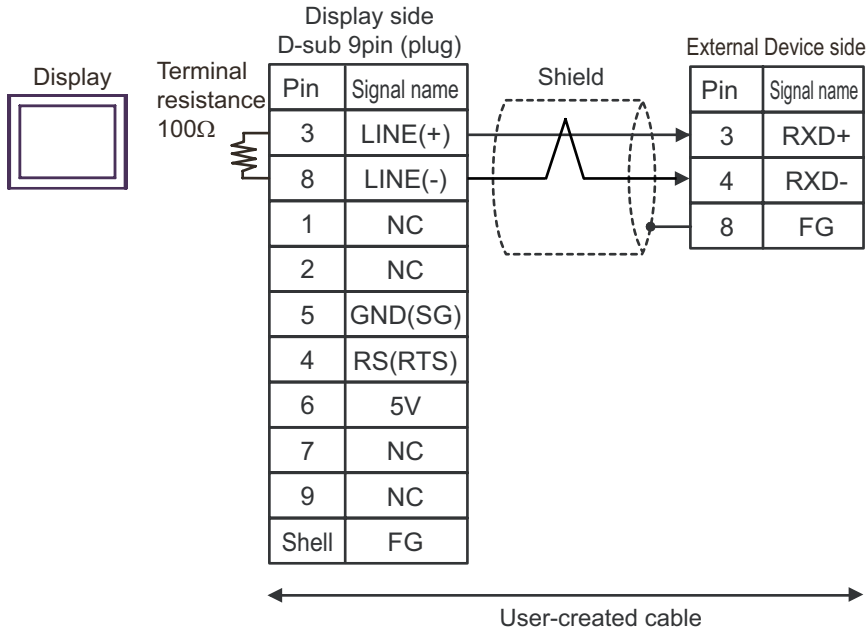 Display side
D-sub 9pin (plug)
External Device side
Display
Terminal
resistance
100Ω
Shield
Pin Signal name
3 LINE(+)
8 LINE(-)
1 NC
2 NC
5 GND(SG)
4 RS(RTS)
6 5V
7 NC
9 NC
Shell FG
Pin Signal name
3 RXD+
4 RXD-
8 FG
User-created cable